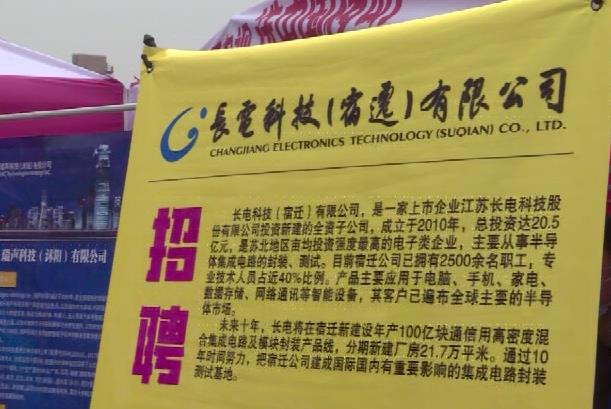 長電科技(宿遷)有限公司
CHANGJIANG ELECTRONICS TECHNOLOGY (SUQIAN) CO., LTD.
招聘
长电科技（宿迁）有限公司，是一家上市企业江苏长电科技股
份有限公司投资新建的全资子公司，成立于2010年，总投资达20.5
亿元，是苏北地区亩均投资强度最高的电子类企业，主要从事半导
体集成电路的封装、测试。目前宿迁公司已拥有2500余名职工，专
业技术人员占近40%比例。产品主要应用于电脑、手机、家电、
数据存储、网络通讯等智能设备，其客户已遍布全球主要的半导
体市场。
未来十年，长电将在宿迁新建设年产100亿块通信用高密度混
合集成电路及模块封装产品线，分期新建厂房21.7万平米。通过10
年时间努力，把宿迁公司建成国际国内有重要影响的集成电路封装
测试基地。
瑞声科技（沭阳）有限公司